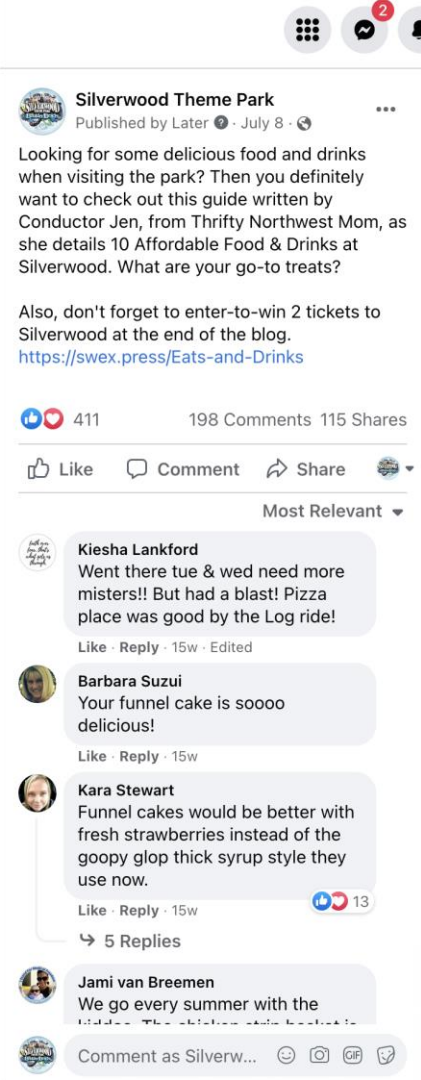 2
Silverwood Theme Park
Published by Later · July 8 ·
Looking for some delicious food and drinks
when visiting the park? Then you definitely
want to check out this guide written by
Conductor Jen, from Thrifty Northwest Mom, as
she details 10 Affordable Food & Drinks at
Silverwood. What are your go-to treats?
Also, don't forget to enter-to-win 2 tickets to
Silverwood at the end of the blog.
https://swex.press/Eats-and-Drinks
411 198 Comments 115 Shares
Like Comment Share
Most Relevant
Kiesha Lankford
Went there tue & wed need more
misters!! But had a blast! Pizza
place was good by the Log ride!
Like · Reply · 15w · Edited
Barbara Suzui
Your funnel cake is soooo
delicious!
Like · Reply · 15w
Kara Stewart
Funnel cakes would be better with
fresh strawberries instead of the
goopy glop thick syrup style they
use now.
13
Like · Reply · 15w
5 Replies
Jami van Breemen
We go every summer with the
Comment as Silverw...
GIF